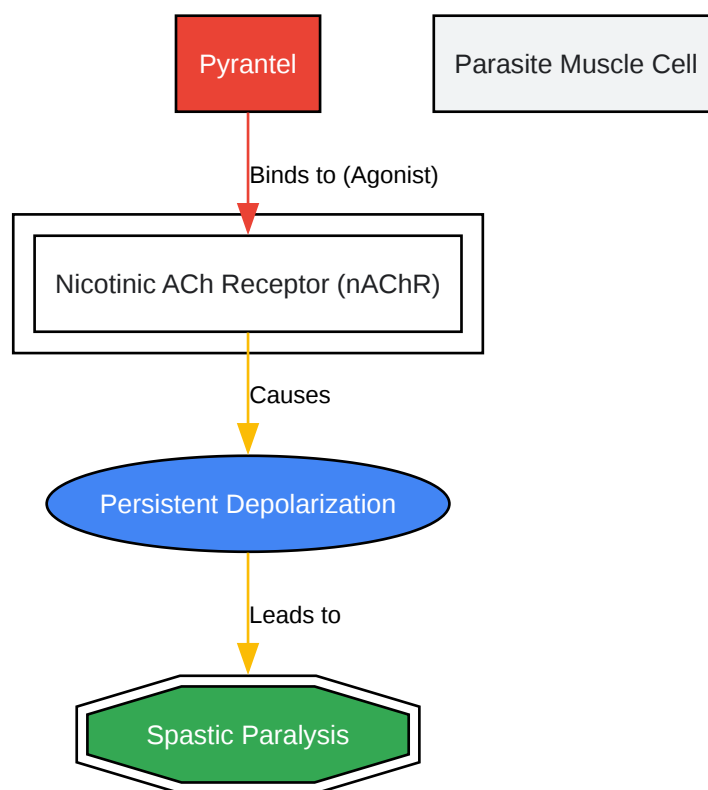 Pyrantel
Parasite Muscle Cell
Binds to (Agonist)
Nicotinic ACh Receptor (nAChR)
Causes
Persistent Depolarization
Leads to
Spastic Paralysis